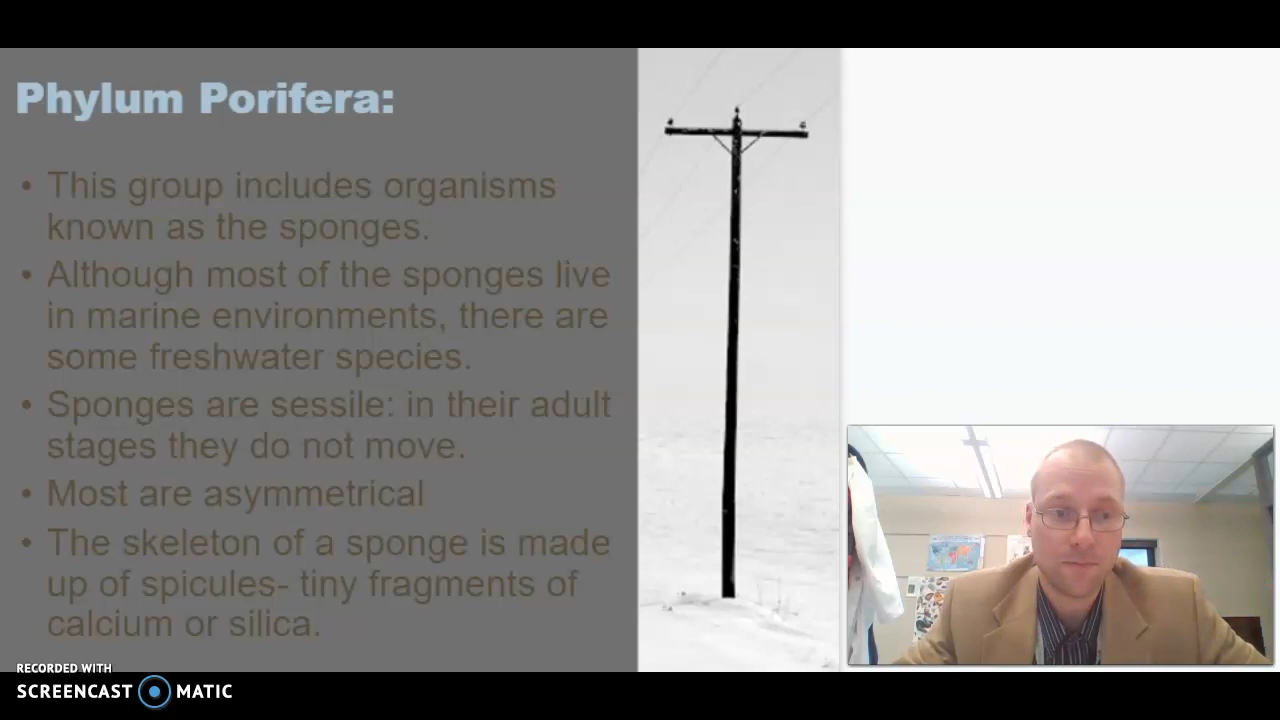 Phylum Porifera:
• This group includes organisms
known as the sponges.
• Although most of the sponges live
in marine environments, there are
some freshwater species.
• Sponges are sessile: in their adult
stages they do not move.
• Most are asymmetrical
• The skeleton of a sponge is made
up of spicules- tiny fragments of
calcium or silica.
RECORDED WITH
SCREENCAST MATIC